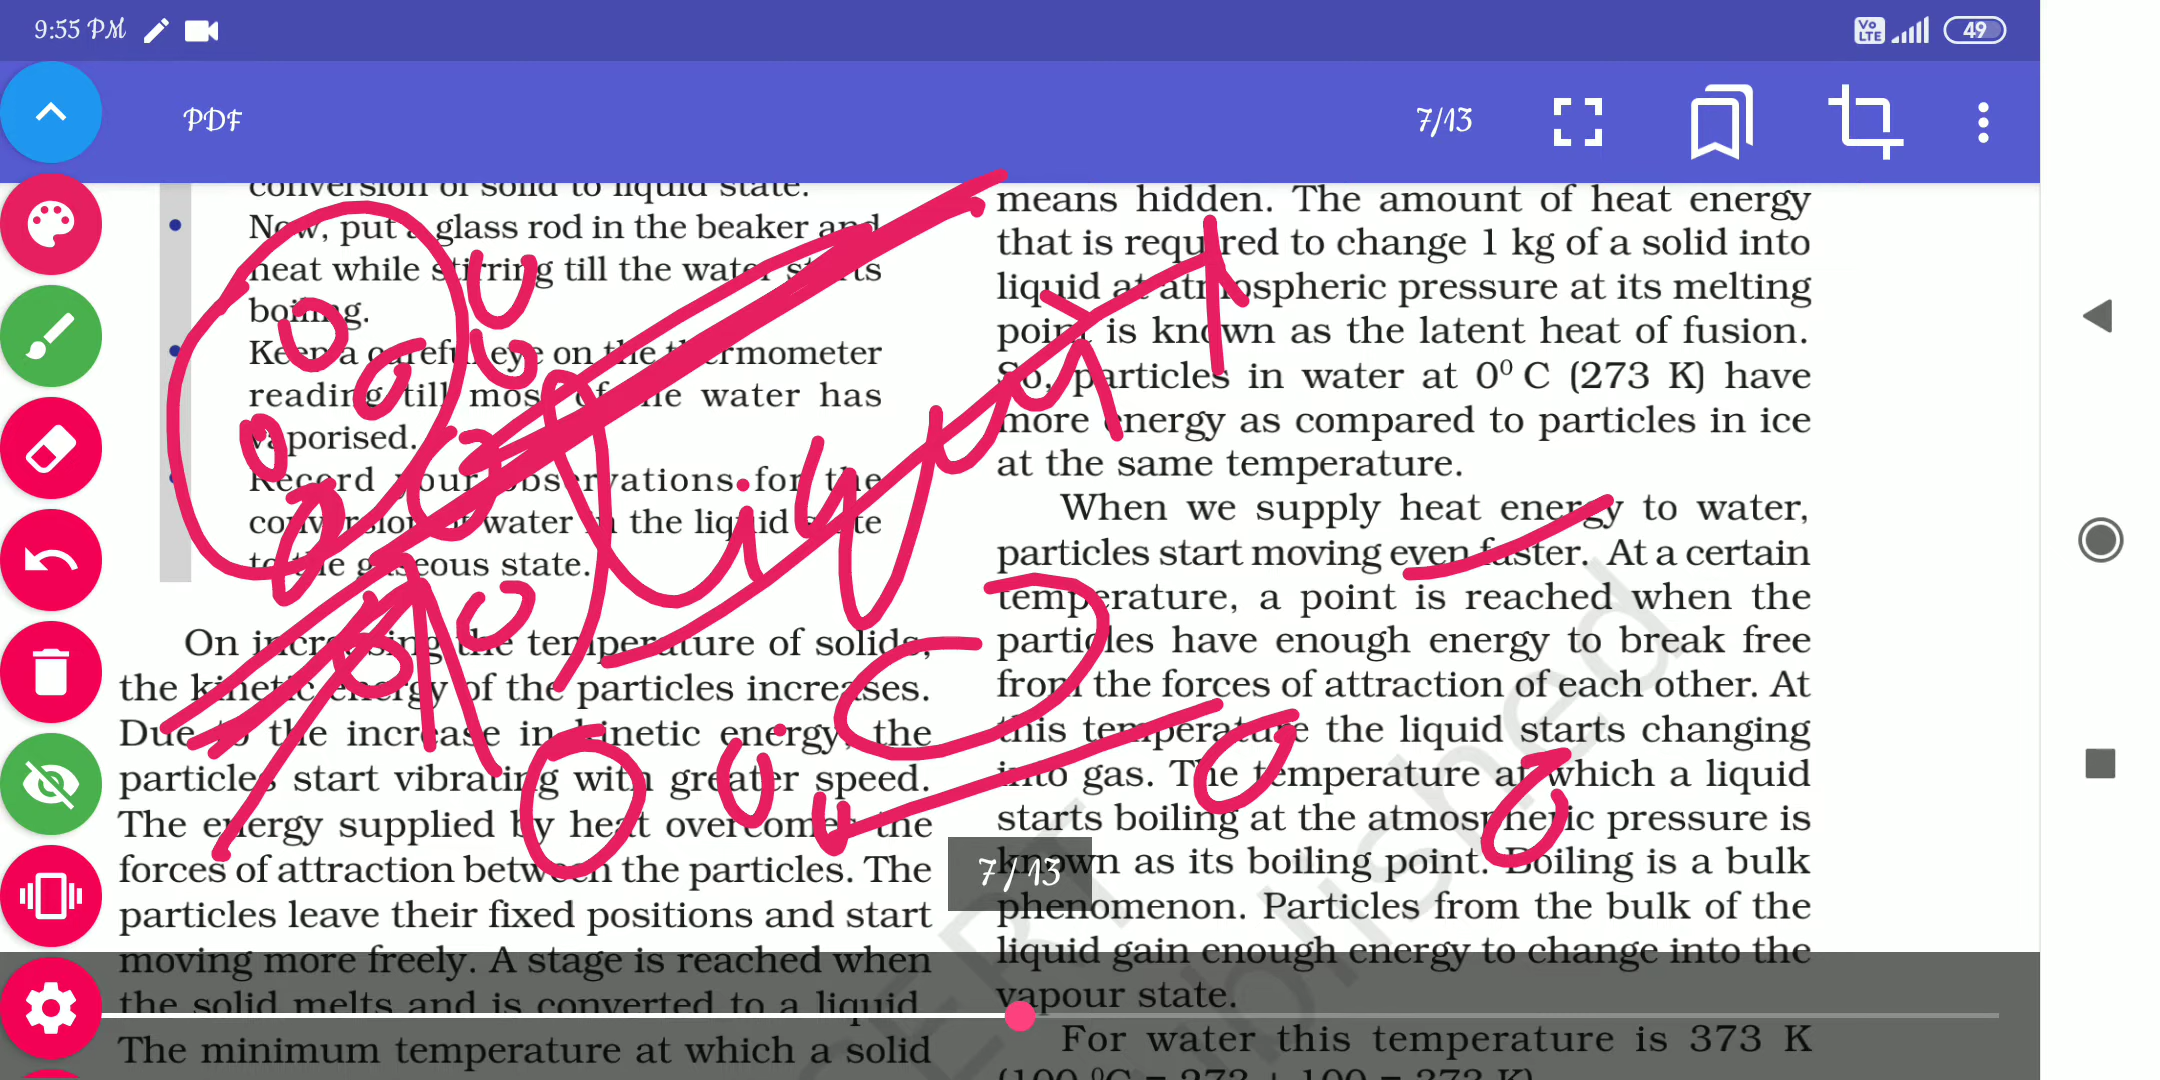 9:55 PM
Vo LTE
49
PDF
7/13
conversion of solid to liquid state.
Now, put a glass rod in the beaker and
heat while stirring till the water starts
boiling.
Keep a careful eye on the thermometer
reading till most of the water has
vaporised.
Record your observations for the
conversion of water in the liquid state
to the gaseous state.
On increasing the temperature of solids,
the kinetic energy of the particles increases.
Due to the increase in kinetic energy, the
particles start vibrating with greater speed.
The energy supplied by heat overcomes the
forces of attraction between the particles. The
particles leave their fixed positions and start
moving more freely. A stage is reached when
the solid melts and is converted to a liquid.
The minimum temperature at which a solid
means hidden. The amount of heat energy
that is required to change 1 kg of a solid into
liquid at atmospheric pressure at its melting
point is known as the latent heat of fusion.
So, particles in water at 0⁰ C (273 K) have
more energy as compared to particles in ice
at the same temperature.
When we supply heat energy to water,
particles start moving even faster. At a certain
temperature, a point is reached when the
particles have enough energy to break free
from the forces of attraction of each other. At
this temperature the liquid starts changing
into gas. The temperature at which a liquid
starts boiling at the atmospheric pressure is
known as its boiling point. Boiling is a bulk
phenomenon. Particles from the bulk of the
liquid gain enough energy to change into the
vapour state.
For water this temperature is 373 K
(100 ⁰C = 273 + 100 = 373 K)
7/13